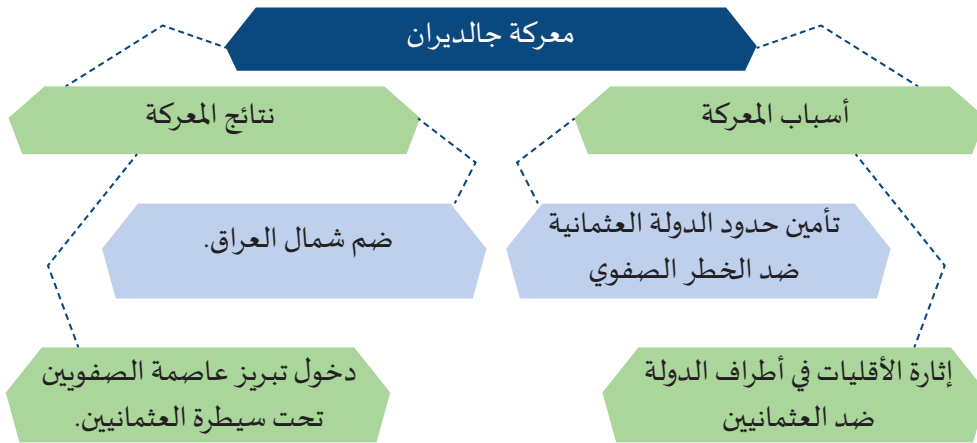 معركة جالديران
أسباب المعركة
نتائج المعركة
تأمين حدود الدولة العثمانية
ضد الخطر الصفوي
ضم شمال العراق.
إثارة الأقليات في أطراف الدولة
ضد العثمانيين
دخول تبريز عاصمة الصفويين
تحت سيطرة العثمانيين.